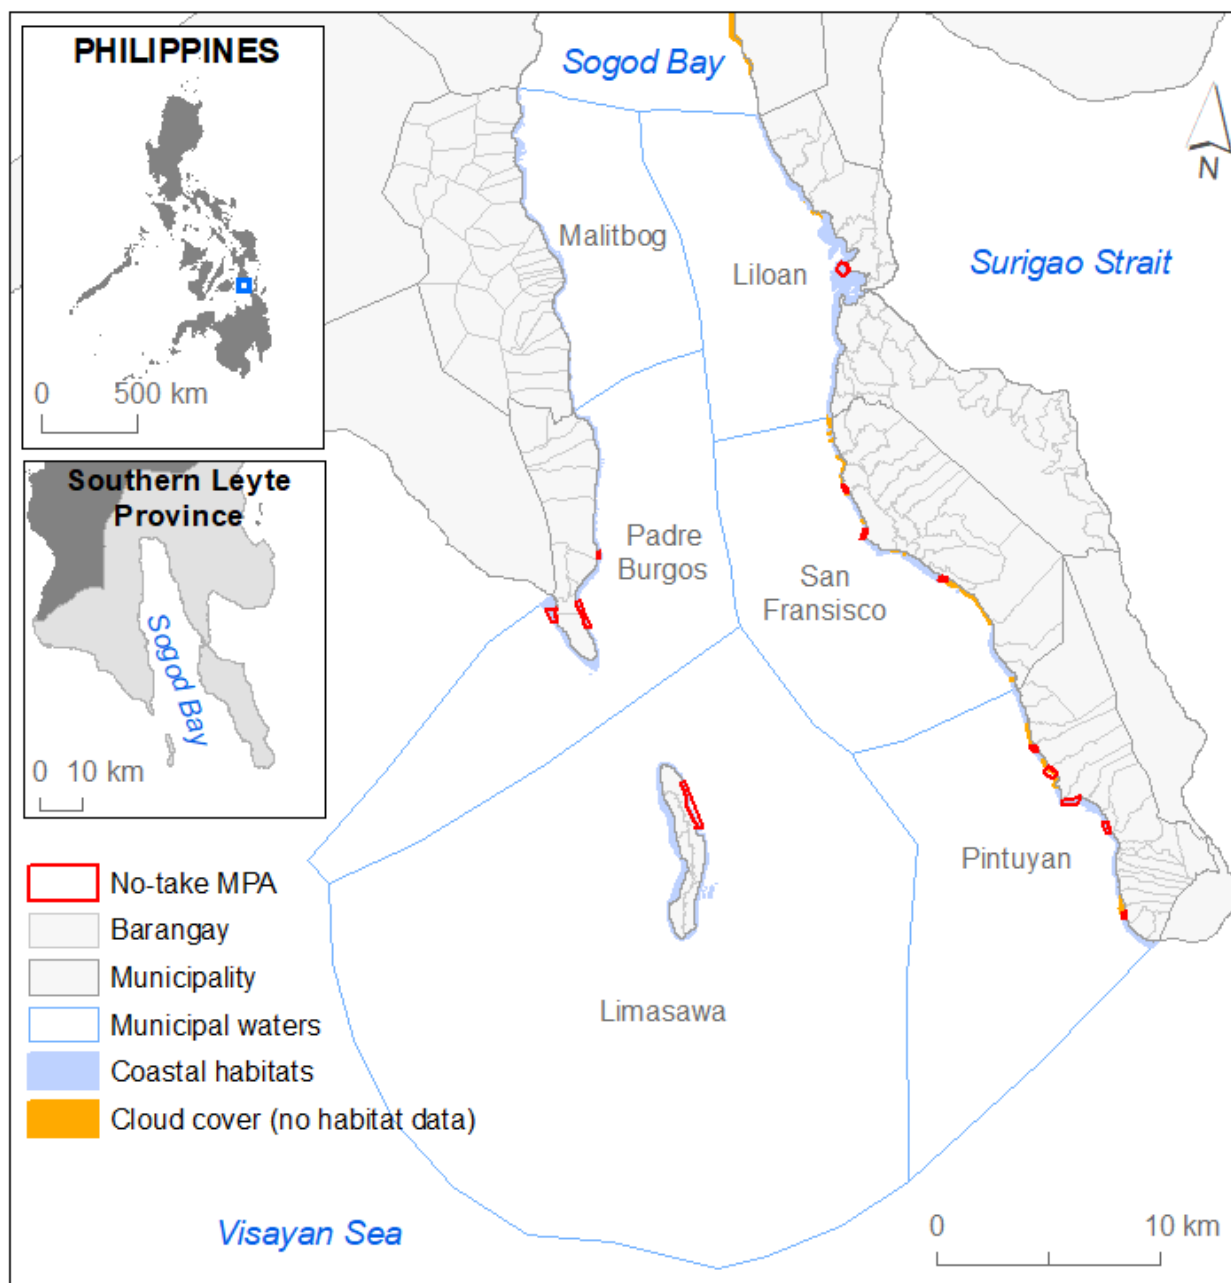 PHILIPPINES
0 500 km
Southern Leyte
Province
Sogod Bay
0 10 km
No-take MPA
Barangay
Municipality
Municipal waters
Coastal habitats
Cloud cover (no habitat data)
Sogod Bay
N
Malitbog
Liloan
Surigao Strait
Padre
Burgos
San
Fransisco
Pintuyan
Limasawa
Visayan Sea
0 10 km